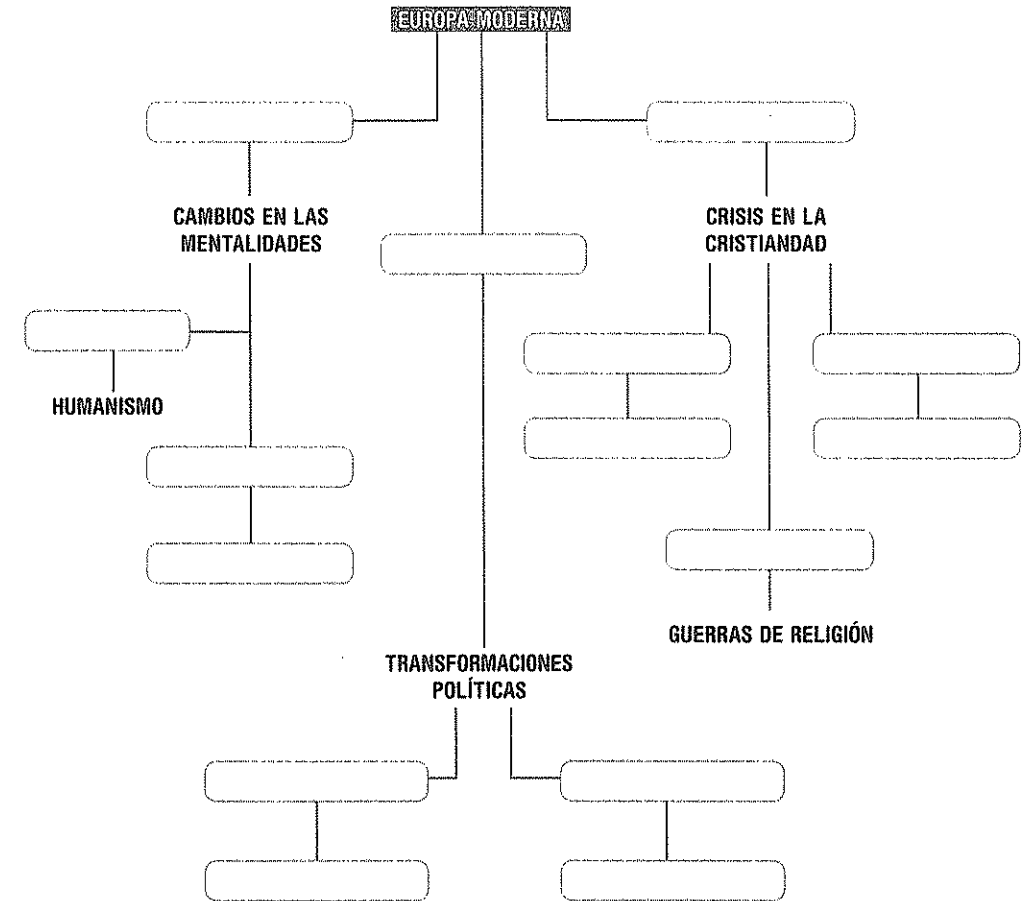 EUROPA MODERNA
CAMBIOS EN LAS
MENTALIDADES
CRISIS EN LA
CRISTIANDAD
HUMANISMO
GUERRAS DE RELIGIÓN
TRANSFORMACIONES
POLÍTICAS